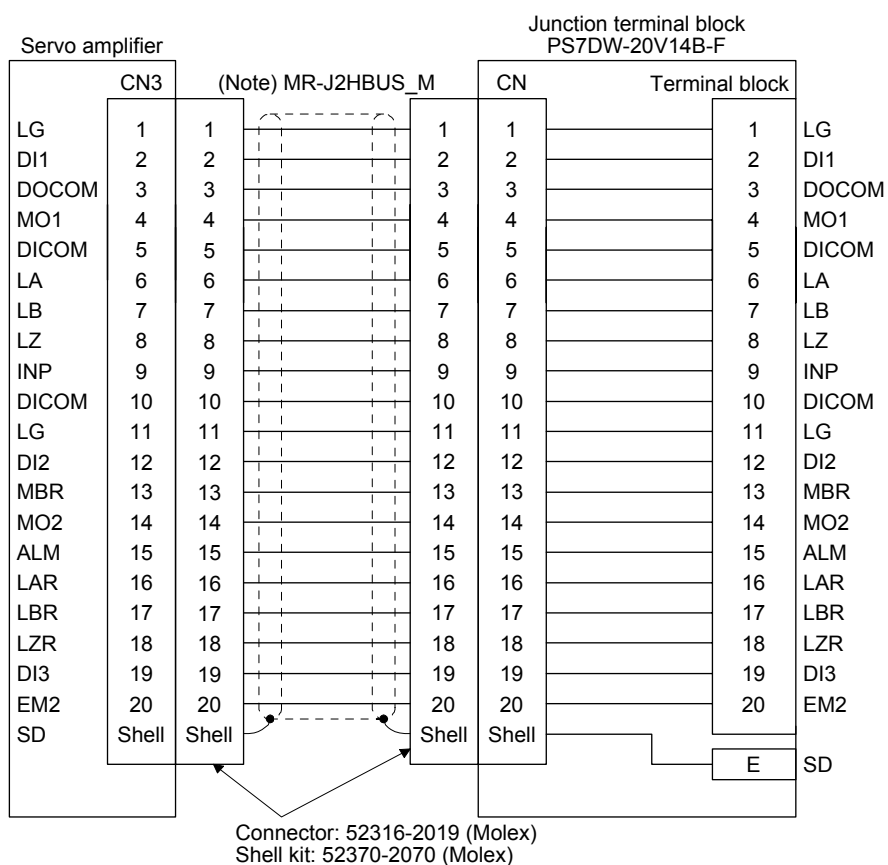 Junction terminal block
Servo amplifier PS7DW-20V14B-F
CN3 (Note) MR-J2HBUS_M CN Terminal block
LG 1 1 1 1 1 LG
DI1 2 2 2 2 2 DI1
DOCOM 3 3 3 3 3 DOCOM
MO1 4 4 4 4 4 MO1
DICOM 5 5 5 5 5 DICOM
LA 6 6 6 6 6 LA
LB 7 7 7 7 7 LB
LZ 8 8 8 8 8 LZ
INP 9 9 9 9 9 INP
DICOM 10 10 10 10 10 DICOM
LG 11 11 11 11 11 LG
DI2 12 12 12 12 12 DI2
MBR 13 13 13 13 13 MBR
MO2 14 14 14 14 14 MO2
ALM 15 15 15 15 15 ALM
LAR 16 16 16 16 16 LAR
LBR 17 17 17 17 17 LBR
LZR 18 18 18 18 18 LZR
DI3 19 19 19 19 19 DI3
EM2 20 20 20 20 20 EM2
SD Shell Shell Shell Shell
E SD
Connector: 52316-2019 (Molex)
Shell kit: 52370-2070 (Molex)